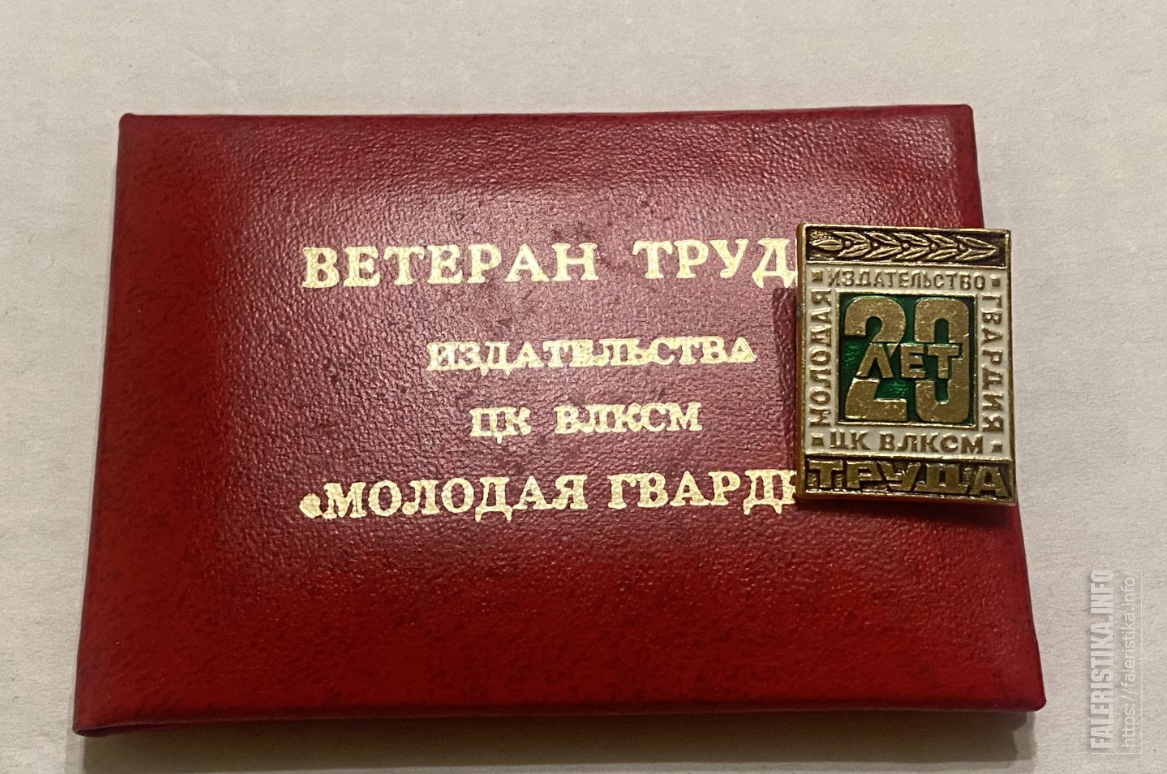 ВЕТЕРАН ТРУД
ИЗДАТЕЛЬСТВА
ЦК ВЛКСМ
«МОЛОДАЯ ГВАРД
ИЗДАТЕЛЬСТВО
МОЛОДАЯ
ГВАРДИЯ
20
ЛЕТ
ЦК ВЛКСМ
ТРУДА
FALERISTIKA.INFO
https://faleristika.info